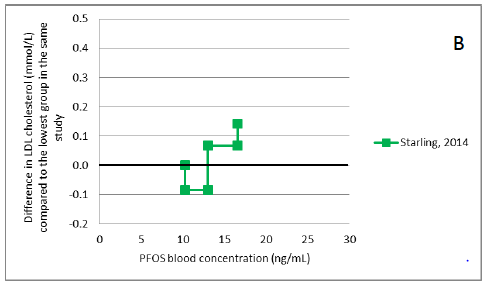 B
Difference in LDL cholesterol (mmol/L)
compared to the lowest group in the same
study
0.5
0.4
0.3
0.2
0.1
0.0
-0.1
-0.2
0 5 10 15 20 25 30
PFOS blood concentration (ng/mL)
Starling, 2014